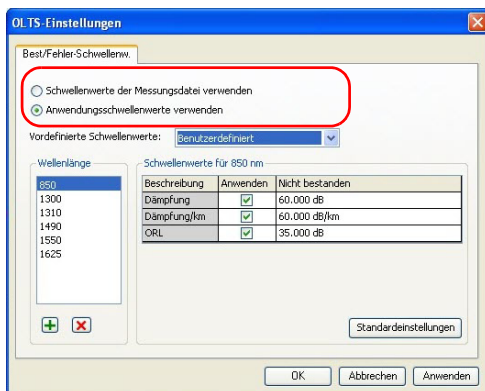 OLTS-Einstellungen
Best/Fehler-Schwellenw.
Schwellenwerte der Messungsdatei verwenden
Anwendungsschwellenwerte verwenden
Vordefinierte Schwellenwerte: Benutzerdefiniert
Wellenlänge
850
1300
1310
1490
1550
1625
Schwellenwerte für 850 nm
Beschreibung Anwenden Nicht bestanden
Dämpfung 60.000 dB
Dämpfung/km 60.000 dB/km
ORL 35.000 dB
Standardeinstellungen
OK Abbrechen Anwenden